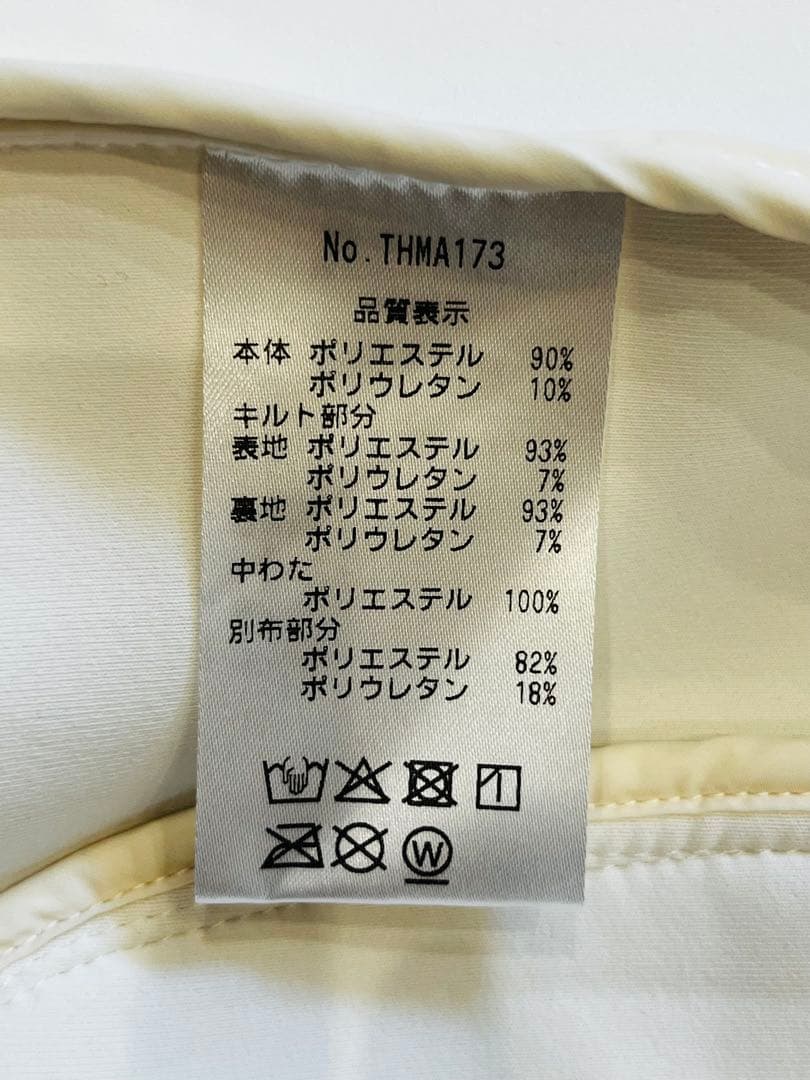 No.THMA173
品質表示
本体 ポリエステル 90%
ポリウレタン 10%
キルト部分
表地 ポリエステル 93%
ポリウレタン 7%
裏地 ポリエステル 93%
ポリウレタン 7%
中わた
ポリエステル 100%
別布部分
ポリエステル 82%
ポリウレタン 18%
W